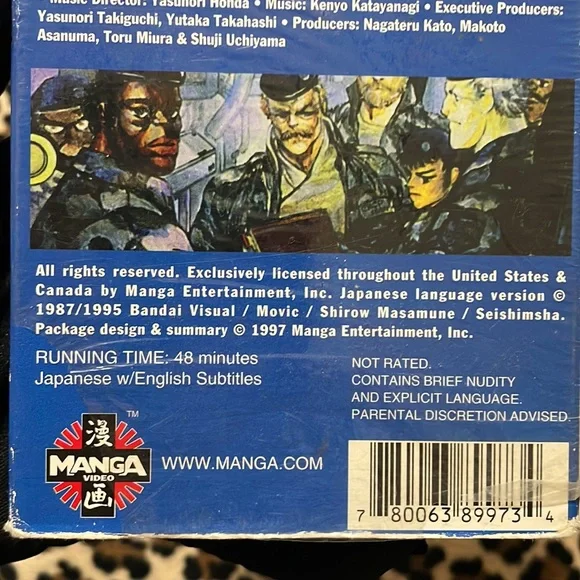 Music Director: Yasunori Honda • Music: Kenyo Katayanagi • Executive Producers:
Yasunori Takiguchi, Yutaka Takahashi • Producers: Nagateru Kato, Makoto
Asanuma, Toru Miura & Shuji Uchiyama
All rights reserved. Exclusively licensed throughout the United States &
Canada by Manga Entertainment, Inc. Japanese language version ©
1987/1995 Bandai Visual / Movic / Shirow Masamune / Seishimsha.
Package design & summary © 1997 Manga Entertainment, Inc.
RUNNING TIME: 48 minutes
Japanese w/English Subtitles
NOT RATED.
CONTAINS BRIEF NUDITY
AND EXPLICIT LANGUAGE.
PARENTAL DISCRETION ADVISED
漫
TM
MANGA
VIDEO
画
WWW.MANGA.COM
7 80063 89973 4